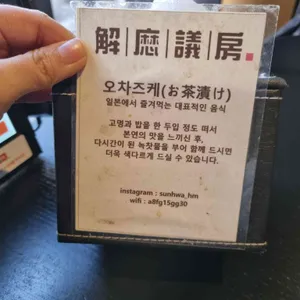 解麽議房.
오차즈케(お茶漬け)
일본에서 즐겨먹는 대표적인 음식
고명과 밥을 한 두입 정도 떠서
본연의 맛을 느끼신 후,
다시간이 된 녹찻물을 부어 함께 드시면
더욱 색다르게 드실 수 있습니다.
instagram : sunhwa_hm
wifi : a8fg15gg30